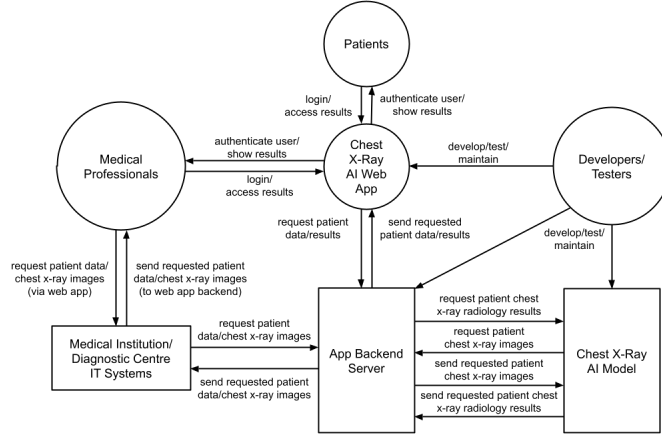 Patients
login/
access results
authenticate user/
show results
Medical
Professionals
authenticate user/
show results
login/
access results
Chest
X-Ray
AI Web
App
develop/test/
maintain
Developers/
Testers
request patient data/
chest x-ray images
(via web app)
send requested patient
data/chest x-ray images
(to web app backend)
request patient
data/results
send requested
patient data/results
develop/test/
maintain
Medical Institution/
Diagnostic Centre
IT Systems
request patient
data/chest x-ray images
send requested patient
data/chest x-ray images
App Backend
Server
request patient chest
x-ray radiology results
request patient
chest x-ray images
send requested patient
chest x-ray images
send requested patient chest
x-ray radiology results
Chest X-Ray
AI Model